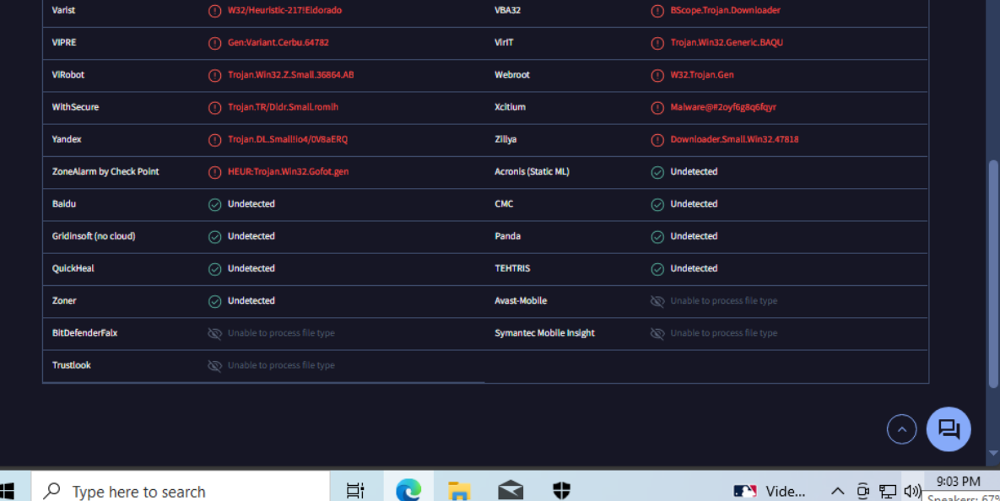 Varist W32/Heuristic-217!Eldorado VBA32 BScope.Trojan.Downloader
VIPRE Gen:Variant.Cerbu.64782 VirIT Trojan.Win32.Generic.BAQU
ViRobot Trojan.Win32.Z.Small.36864.AB Webroot W32.Trojan.Gen
WithSecure Trojan.TR/Dldr.Small.romlh Xcitium Malware@#2oyf6g8q6fqyr
Yandex Trojan.DL.Small!io4/0V8aERQ Zillya Downloader.Small.Win32.47818
ZoneAlarm by Check Point HEUR:Trojan.Win32.Gofot.gen Acronis (Static ML) Undetected
Baidu Undetected CMC Undetected
Gridinsoft (no cloud) Undetected Panda Undetected
QuickHeal Undetected TEHTRIS Undetected
Zoner Undetected Avast-Mobile Unable to process file type
BitDefenderFalx Unable to process file type Symantec Mobile Insight Unable to process file type
Trustlook Unable to process file type
Type here to search Vide... 9:03 PM
Speakers: 67%